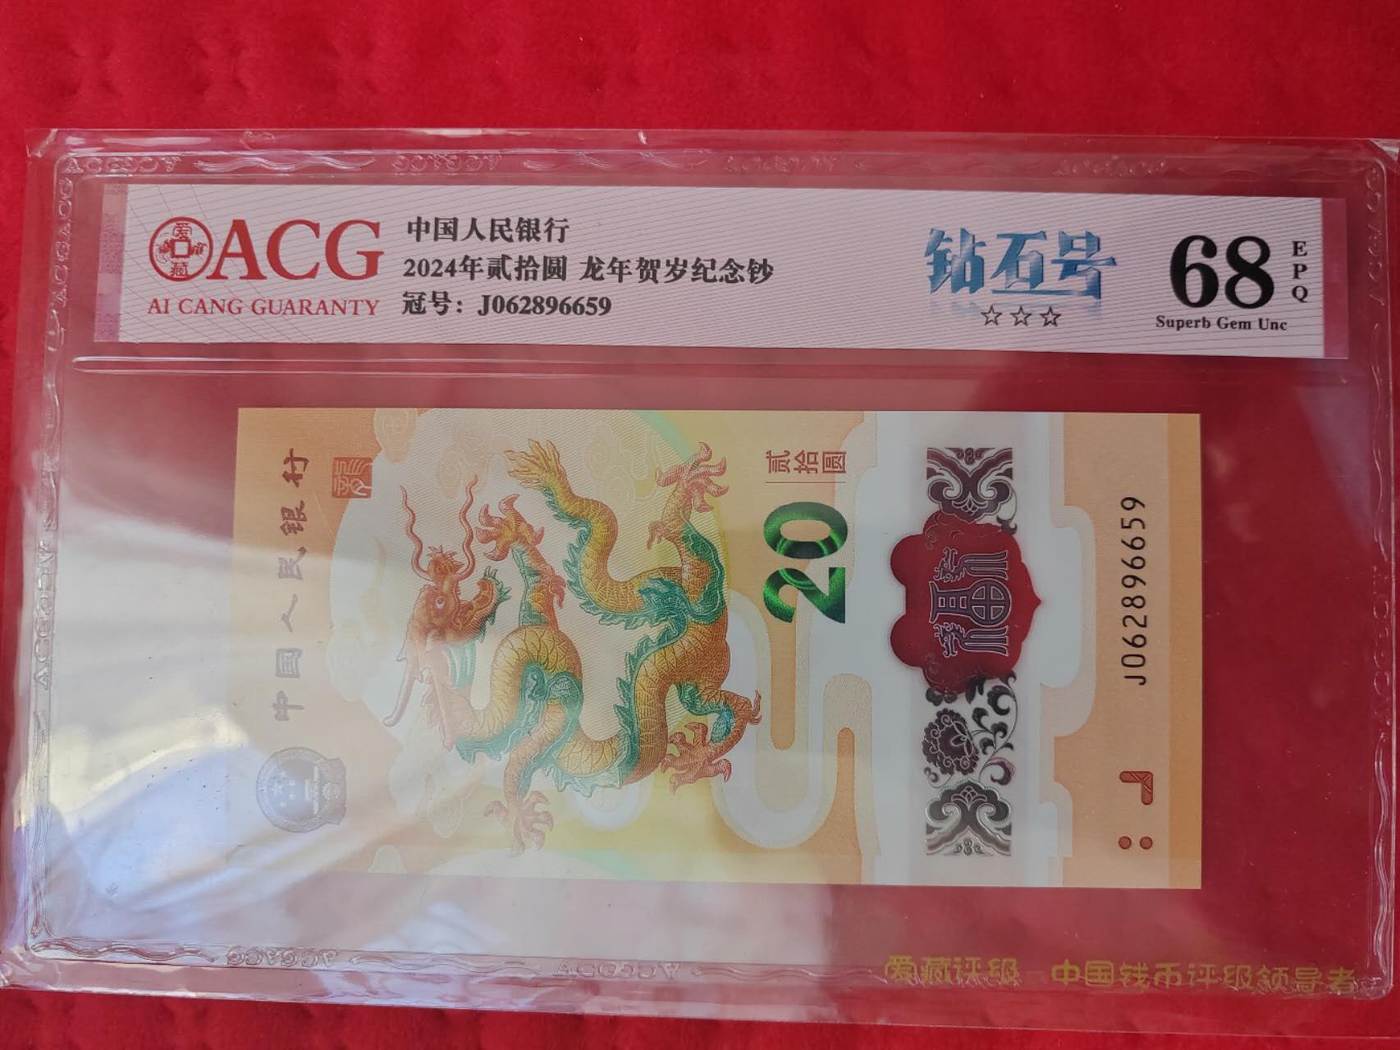 爱藏
ACG
AI CANG GUARANTY
中国人民银行
2024年贰拾圆 龙年贺岁纪念钞
冠号：J062896659
钻石号
☆☆☆
68
EPQ
Superb Gem Unc
中国人民银行
贰拾圆
20
福
J062896659
爱藏评级 中国钱币评级领导者